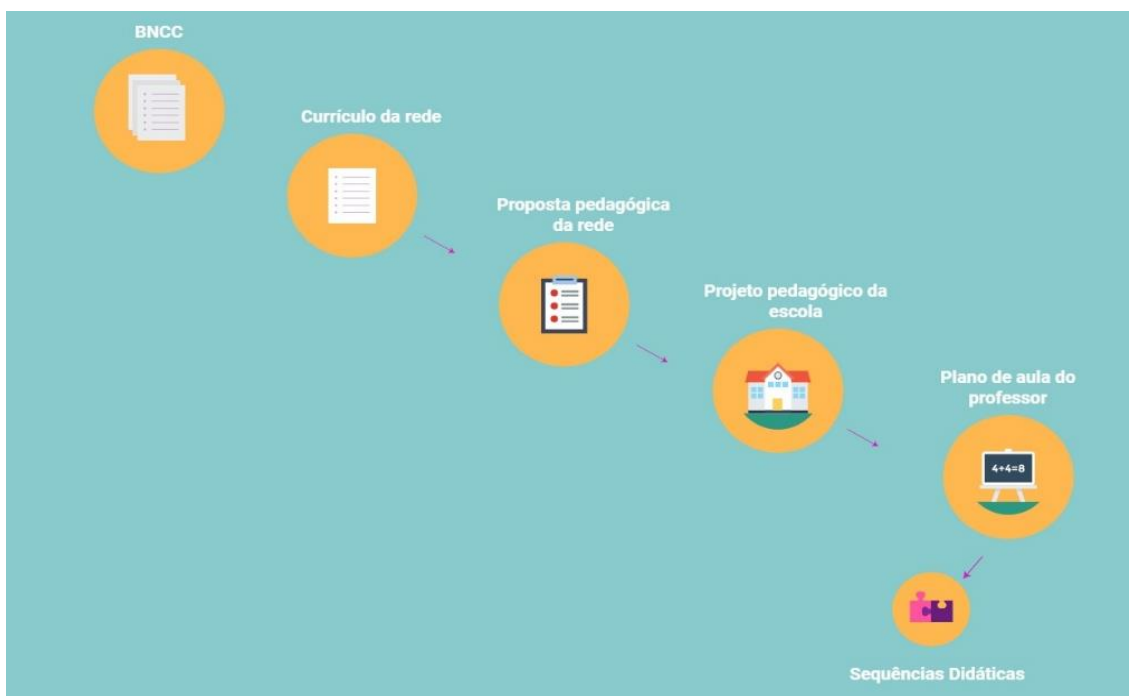 BNCC
Currículo da rede
Proposta pedagógica
da rede
Projeto pedagógico da
escola
Plano de aula do
professor
4+4=8
Sequências Didáticas